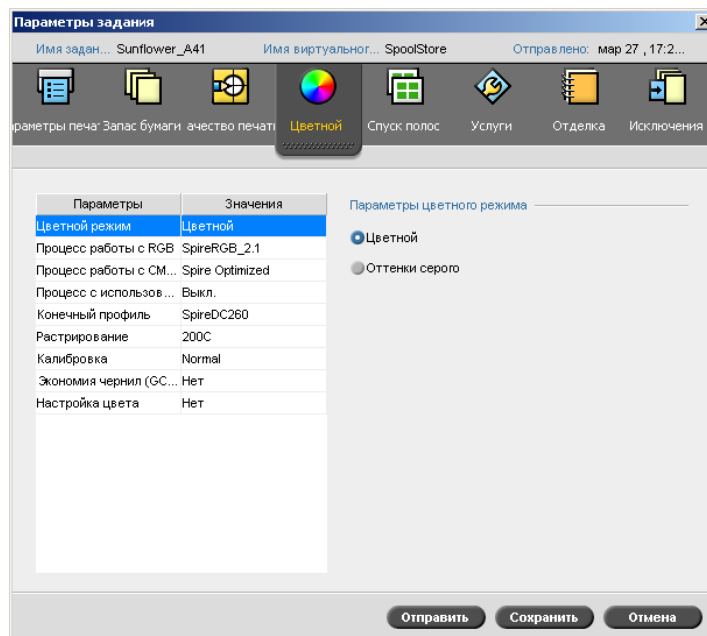 Параметры задания
Имя задан... Sunflower_A41 Имя виртуальног... SpoolStore Отправлено: мар 27 , 17:2...
раметры печат Запас бумаги ачество печати Цветной Спуск полос Услуги Отделка Исключения
Параметры Значения
Цветной режим Цветной
Процесс работы с RGB SpireRGB_2.1
Процесс работы с CM... Spire Optimized
Процесс с использов... Выкл.
Конечный профиль SpireDC260
Растрирование 200C
Калибровка Normal
Экономия чернил (GC... Нет
Настройка цвета Нет
Параметры цветного режима
Цветной
Оттенки серого
Отправить Сохранить Отмена